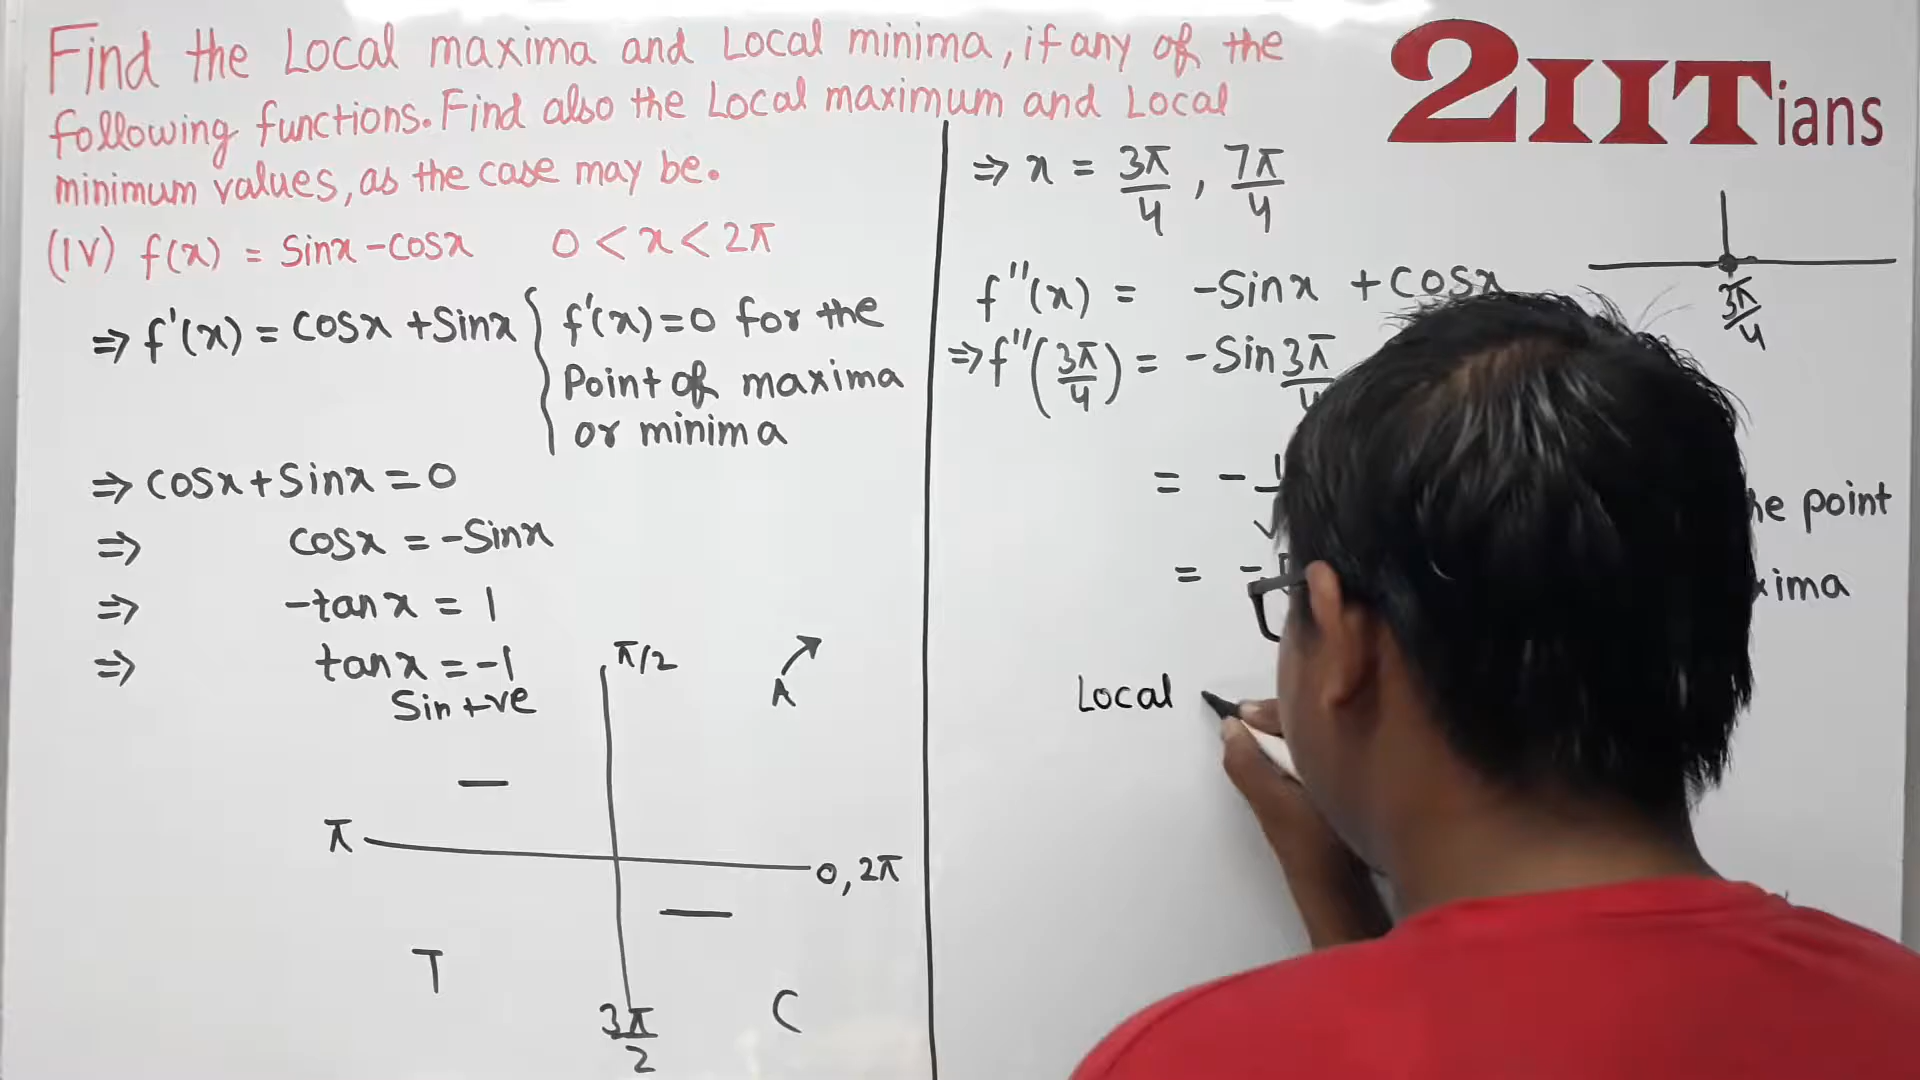 Find the Local maxima and Local minima, if any of the
following functions. Find also the Local maximum and Local
minimum values, as the case may be.
(IV) f(x) = Sinx - cosx 0 < x < 2π
⇒ f'(x) = cosx + Sinx
f'(x) = 0 for the
Point of maxima
or minima
⇒ cosx + Sinx = 0
⇒ cosx = -Sinx
⇒ -tanx = 1
⇒ tanx = -1
Sin +ve
π/2
A
π
0, 2π
T
C
3π/2
2IITians
⇒ x = 3π/4, 7π/4
3π/4
f''(x) = -Sinx + cosx
⇒ f''(3π/4) = -Sin 3π/4
= -
point
= -
Local